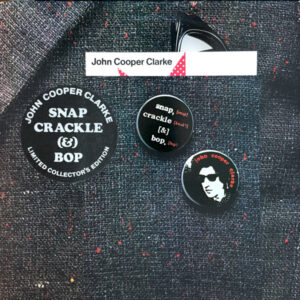 John Cooper Clarke
JOHN COOPER CLARKE
SNAP
CRACKLE
(&)
BOP
LIMITED COLLECTOR'S EDITION
snap,
crackle
[&]
bop,
john cooper clarke